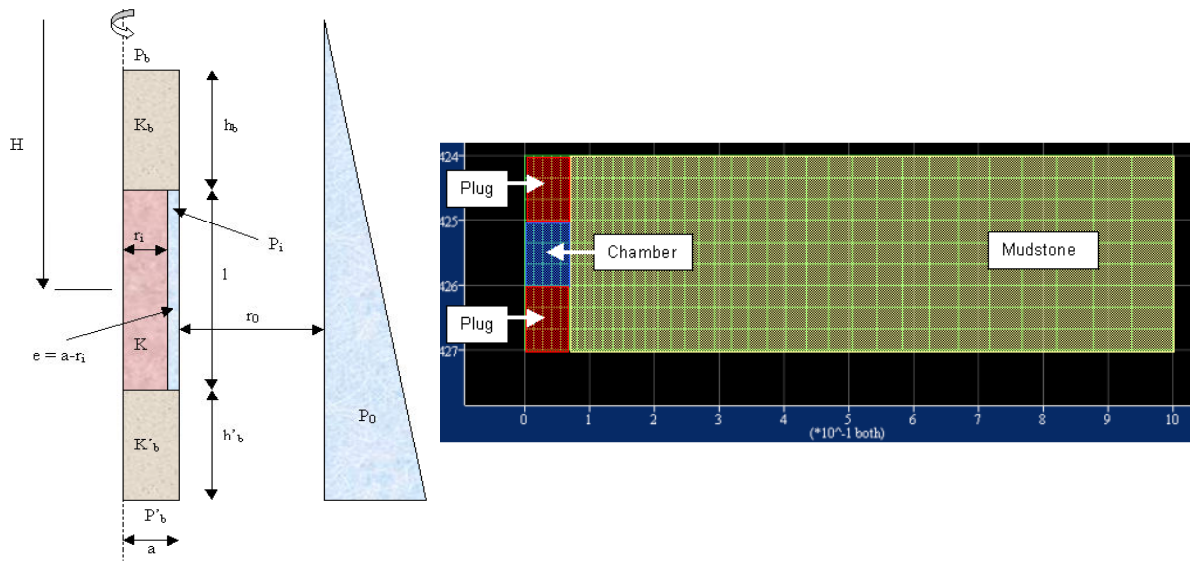 P_b
K_b
h_b
H
r_i
P_i
l
r_0
K
e = a-r_i
P_0
K'_b
h'_b
P'_b
a
424
425
426
427
Plug
Chamber
Mudstone
Plug
0 1 2 3 4 5 6 7 8 9 10
(*10^-1 both)